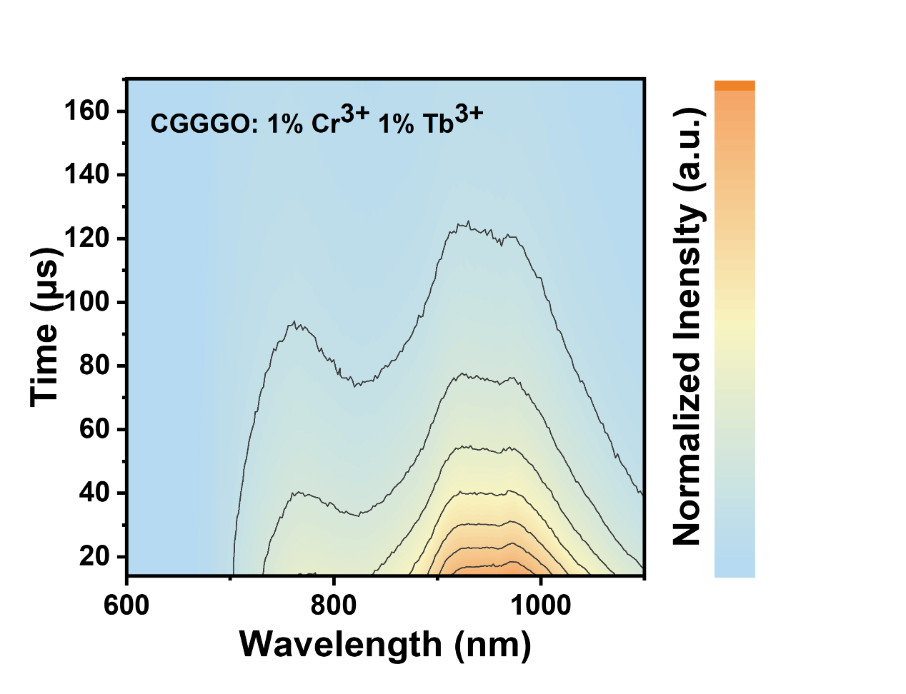 CGGGO: 1% Cr3+ 1% Tb3+
160
140
120
100
80
60
40
20
Time (μs)
600
800
1000
Wavelength (nm)
Normalized Inensity (a.u.)